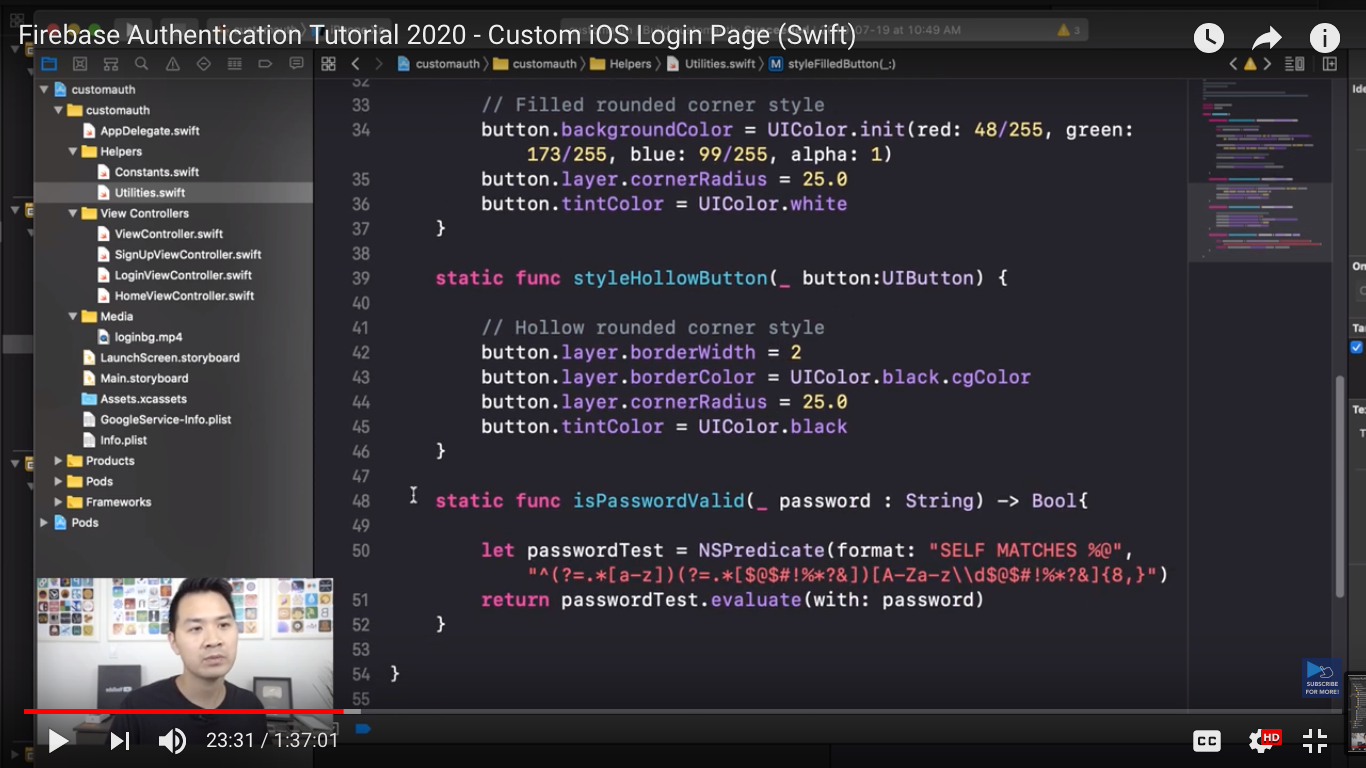 Firebase Authentication Tutorial 2020 - Custom iOS Login Page (Swift)
07-19 at 10:49 AM
3
customauth
customauth
Helpers
Utilities.swift
M
styleFilledButton(_:)
customauth
customauth
AppDelegate.swift
Helpers
Constants.swift
Utilities.swift
View Controllers
ViewController.swift
SignUpViewController.swift
LoginViewController.swift
HomeViewController.swift
Media
loginbg.mp4
LaunchScreen.storyboard
Main.storyboard
Assets.xcassets
GoogleService-Info.plist
Info.plist
Products
Pods
Frameworks
Pods
32
33 // Filled rounded corner style
34 button.backgroundColor = UIColor.init(red: 48/255, green:
173/255, blue: 99/255, alpha: 1)
35 button.layer.cornerRadius = 25.0
36 button.tintColor = UIColor.white
37 }
38
39 static func styleHollowButton(_ button:UIButton) {
40
41 // Hollow rounded corner style
42 button.layer.borderWidth = 2
43 button.layer.borderColor = UIColor.black.cgColor
44 button.layer.cornerRadius = 25.0
45 button.tintColor = UIColor.black
46 }
47
48 static func isPasswordValid(_ password : String) -> Bool{
49
50 let passwordTest = NSPredicate(format: "SELF MATCHES %@",
"^(?=.*[a-z])(?=.*[$@$#!%*?&])[A-Za-z\\d$@$#!%*?&]{8,}")
51 return passwordTest.evaluate(with: password)
52 }
53
54 }
55
SUBSCRIBE
FOR MORE!
23:31 / 1:37:01
CC
HD